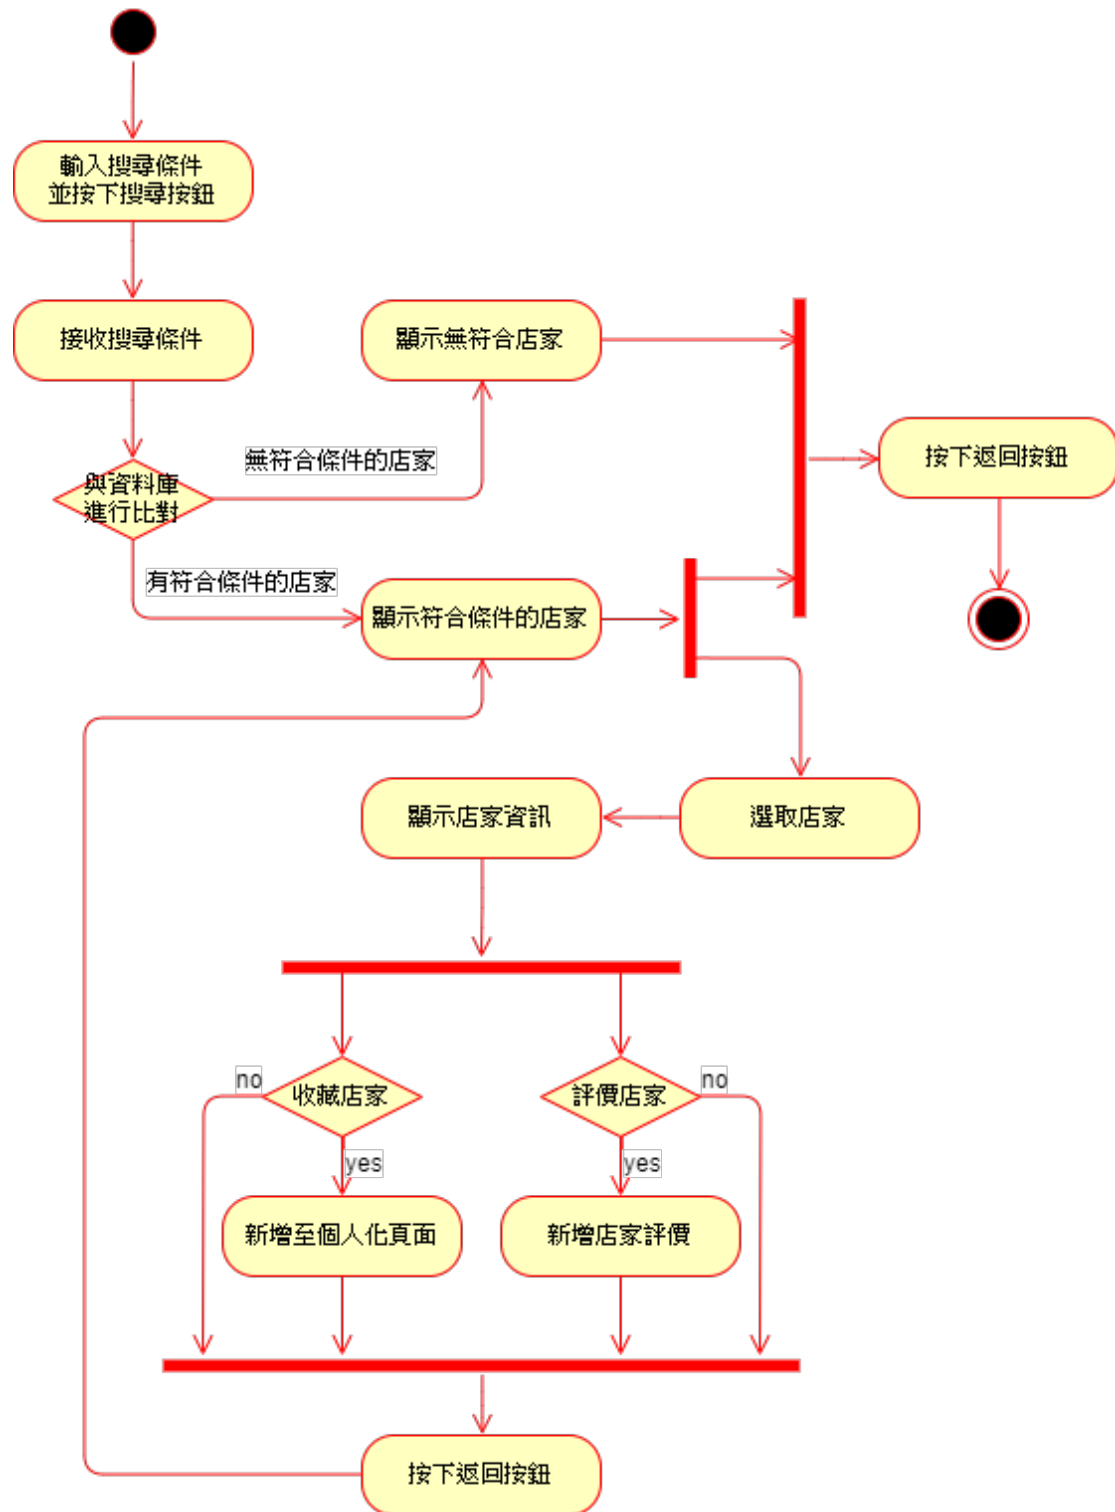 輸入搜尋條件
並按下搜尋按鈕
接收搜尋條件
顯示無符合店家
無符合條件的店家
按下返回按鈕
與資料庫
進行比對
有符合條件的店家
顯示符合條件的店家
顯示店家資訊
選取店家
no
收藏店家
評價店家
no
yes
yes
新增至個人化頁面
新增店家評價
按下返回按鈕